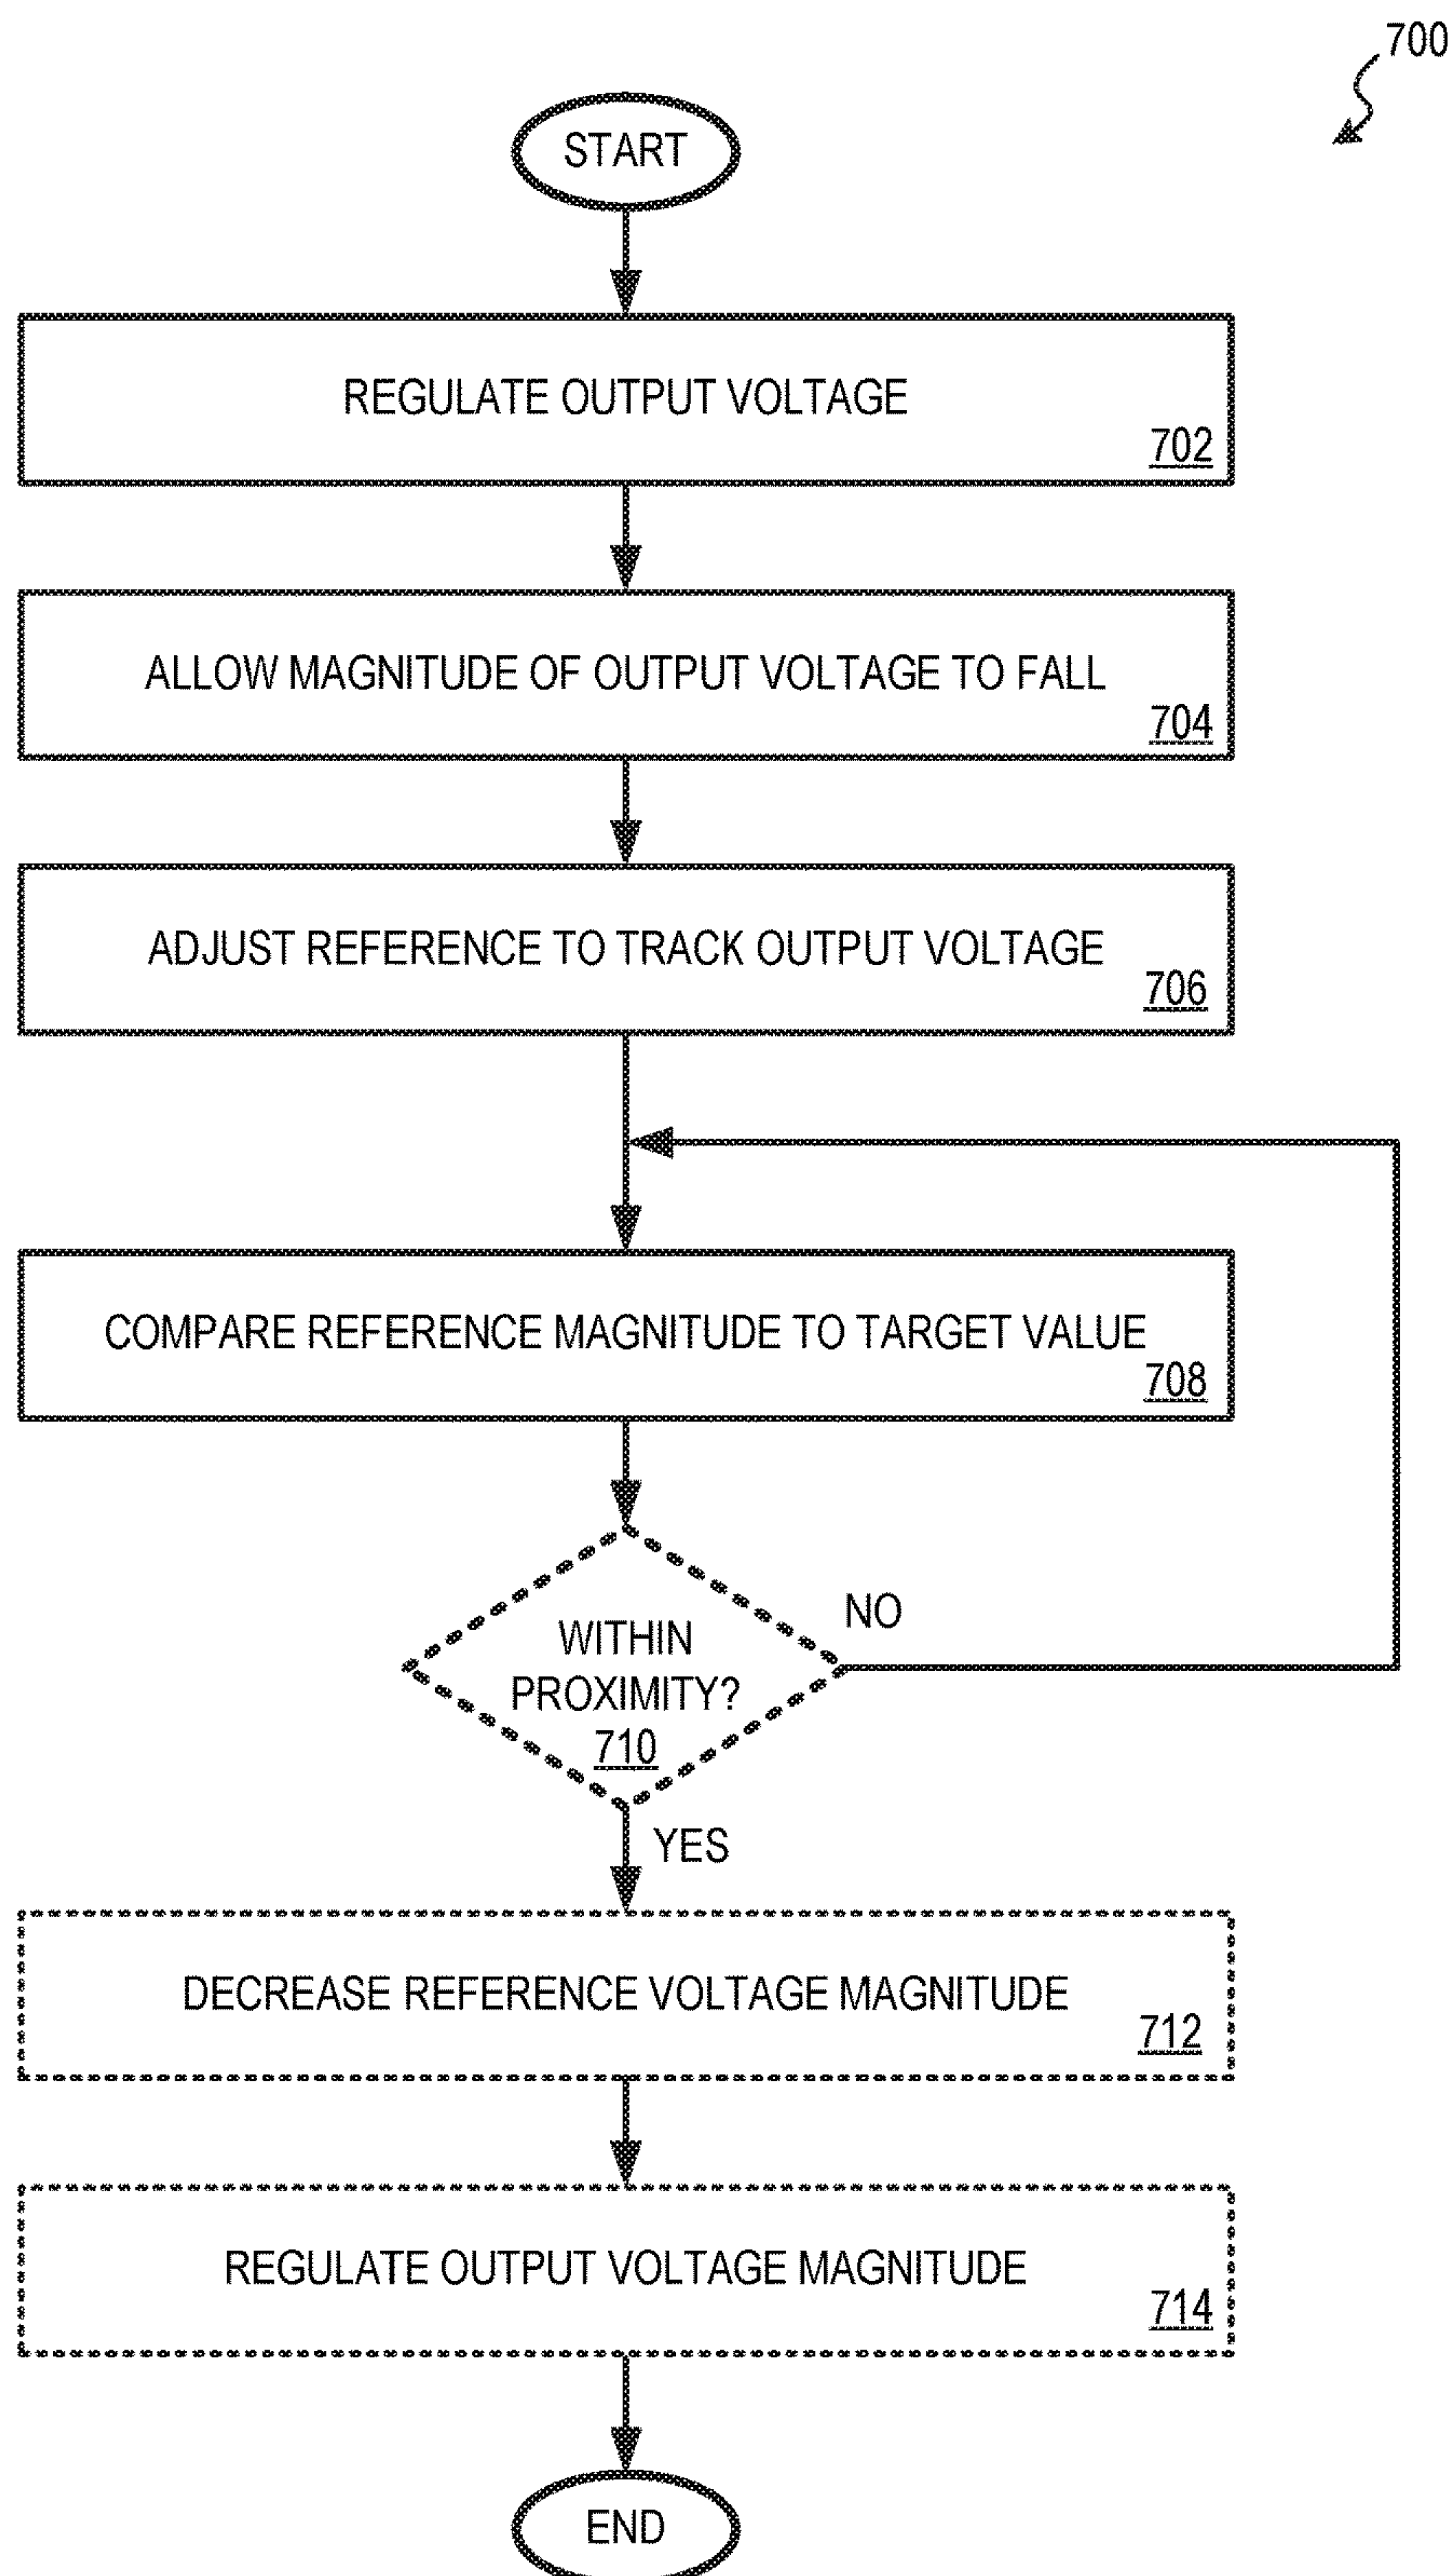 700
START
REGULATE OUTPUT VOLTAGE
702
ALLOW MAGNITUDE OF OUTPUT VOLTAGE TO FALL
704
ADJUST REFERENCE TO TRACK OUTPUT VOLTAGE
706
COMPARE REFERENCE MAGNITUDE TO TARGET VALUE
708
NO
WITHIN
PROXIMITY?
710
YES
DECREASE REFERENCE VOLTAGE MAGNITUDE
712
REGULATE OUTPUT VOLTAGE MAGNITUDE
714
END